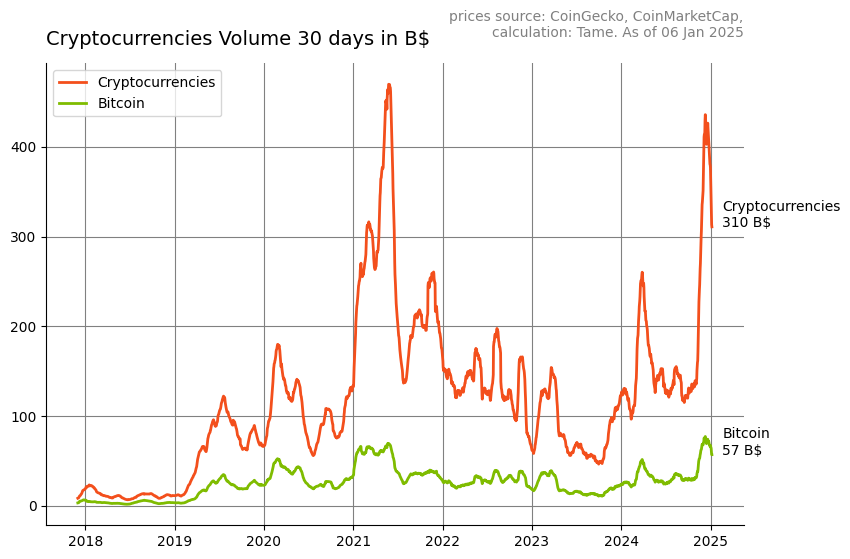 prices source: CoinGecko, CoinMarketCap,
calculation: Tame. As of 06 Jan 2025
Cryptocurrencies Volume 30 days in B$
Cryptocurrencies
Bitcoin
400
300
200
100
0
Cryptocurrencies
310 B$
Bitcoin
57 B$
2018 2019 2020 2021 2022 2023 2024 2025